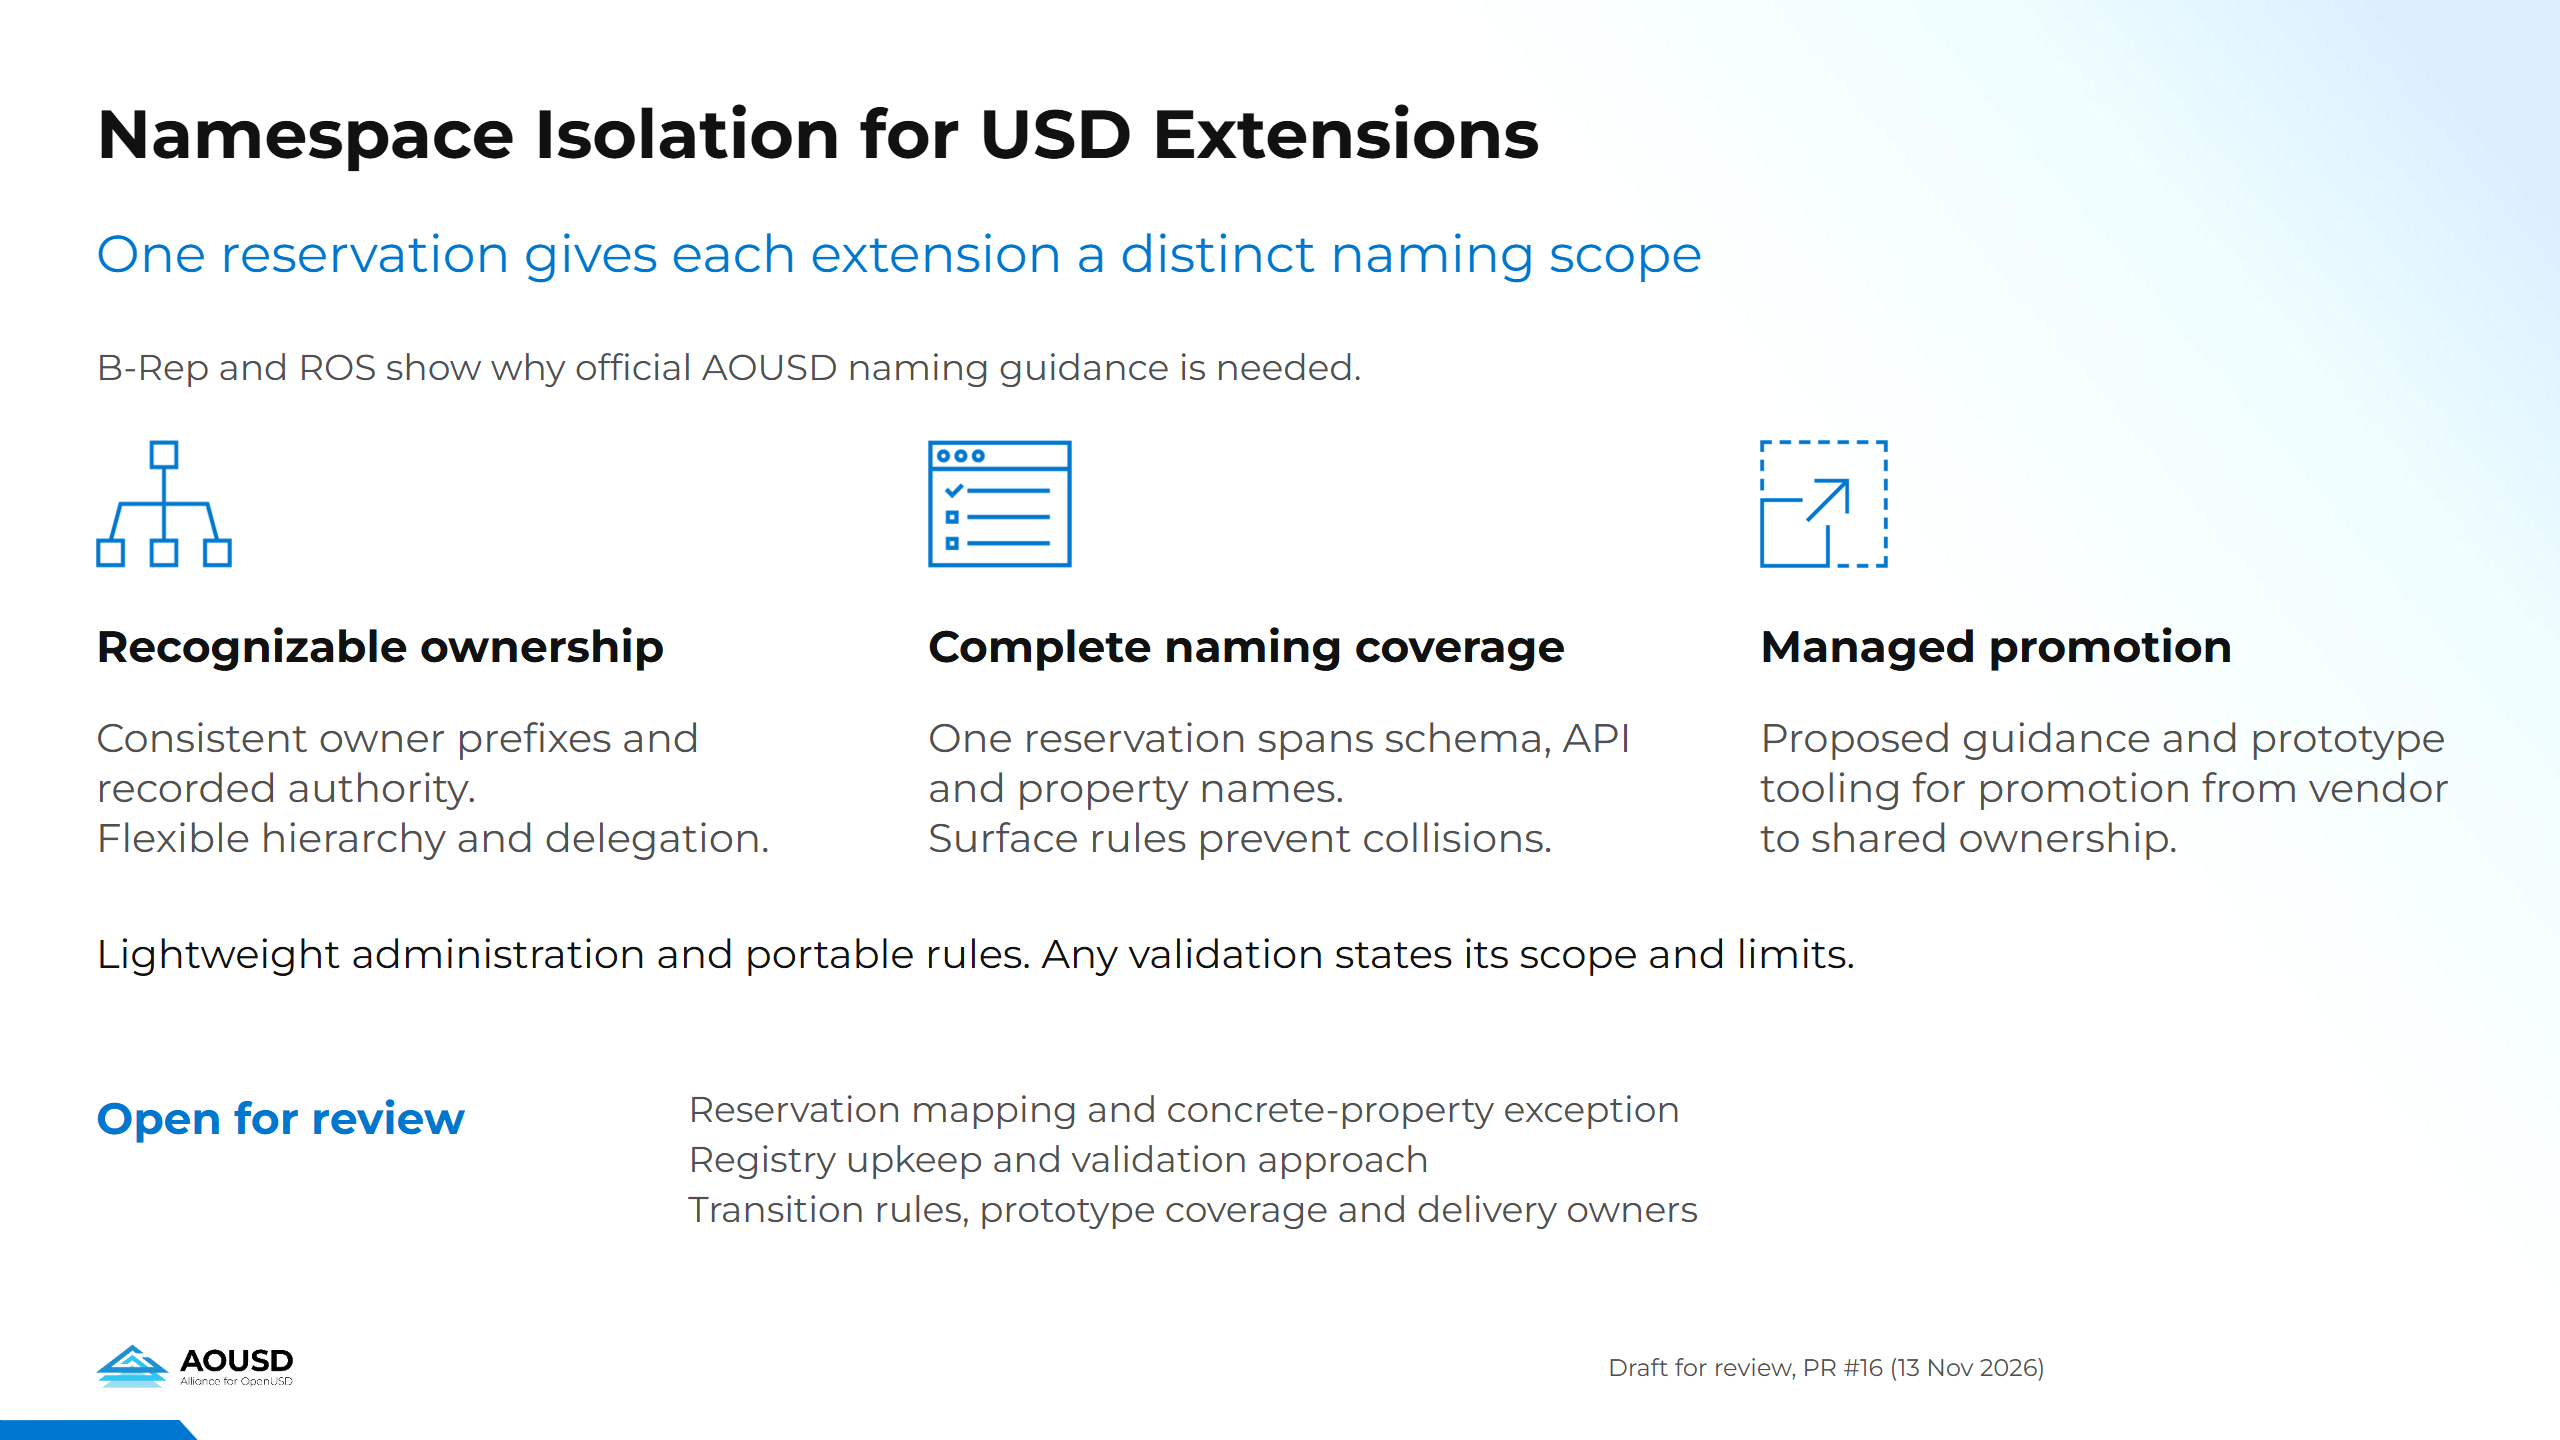 Namespace Isolation for USD Extensions
One reservation gives each extension a distinct naming scope
B-Rep and ROS show why official AOUSD naming guidance is needed.
Recognizable ownership
Consistent owner prefixes and
recorded authority.
Flexible hierarchy and delegation.
Complete naming coverage
One reservation spans schema, API
and property names.
Surface rules prevent collisions.
Managed promotion
Proposed guidance and prototype
tooling for promotion from vendor
to shared ownership.
Lightweight administration and portable rules. Any validation states its scope and limits.
Open for review
Reservation mapping and concrete-property exception
Registry upkeep and validation approach
Transition rules, prototype coverage and delivery owners
AOUSD
Alliance for OpenUSD
Draft for review, PR #16 (13 Nov 2026)